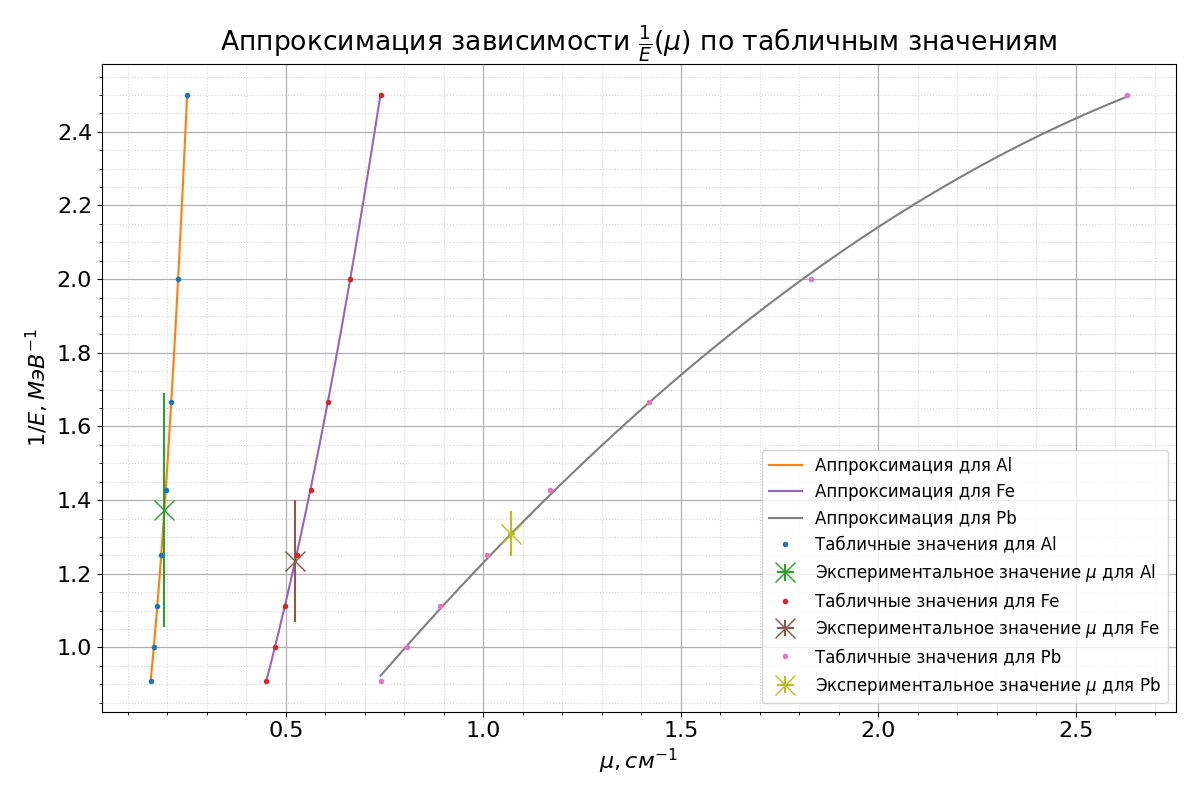 Аппроксимация зависимости $\frac{1}{E}(\mu)$ по табличным значениям
1/E, МэВ⁻¹
2.4
2.2
2.0
1.8
1.6
1.4
1.2
1.0
Аппроксимация для Al
Аппроксимация для Fe
Аппроксимация для Pb
Табличные значения для Al
Экспериментальное значение μ для Al
Табличные значения для Fe
Экспериментальное значение μ для Fe
Табличные значения для Pb
Экспериментальное значение μ для Pb
0.5 1.0 1.5 2.0 2.5
μ, см⁻¹